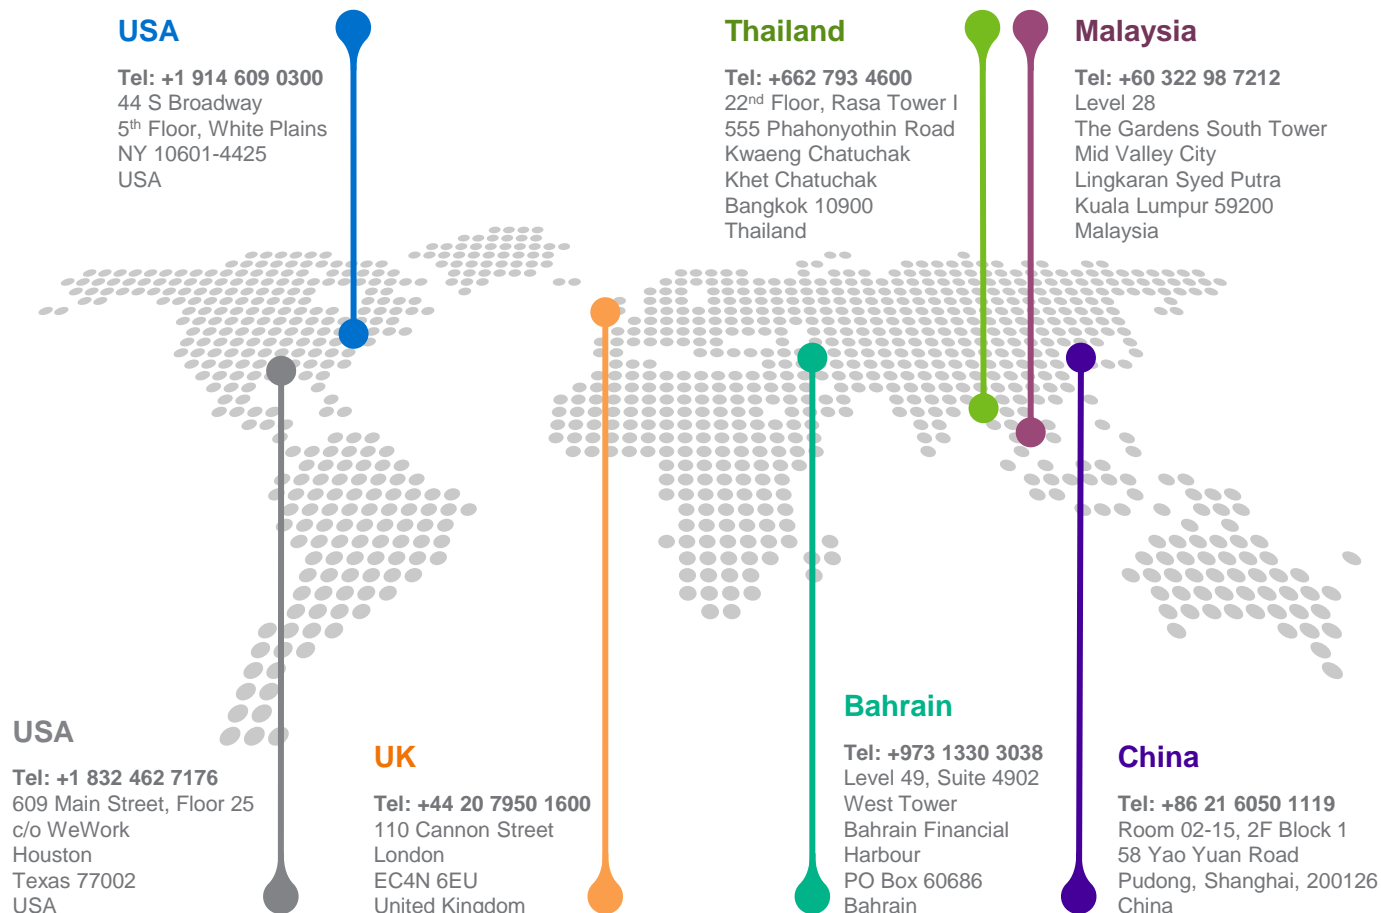 USA
Tel: +1 914 609 0300
44 S Broadway
5th Floor, White Plains
NY 10601-4425
USA
Thailand
Tel: +662 793 4600
22nd Floor, Rasa Tower I
555 Phahonyothin Road
Kwaeng Chatuchak
Khet Chatuchak
Bangkok 10900
Thailand
Malaysia
Tel: +60 322 98 7212
Level 28
The Gardens South Tower
Mid Valley City
Lingkaran Syed Putra
Kuala Lumpur 59200
Malaysia
USA
Tel: +1 832 462 7176
609 Main Street, Floor 25
c/o WeWork
Houston
Texas 77002
USA
UK
Tel: +44 20 7950 1600
110 Cannon Street
London
EC4N 6EU
United Kingdom
Bahrain
Tel: +973 1330 3038
Level 49, Suite 4902
West Tower
Bahrain Financial
Harbour
PO Box 60686
Bahrain
China
Tel: +86 21 6050 1119
Room 02-15, 2F Block 1
58 Yao Yuan Road
Pudong, Shanghai, 200126
China